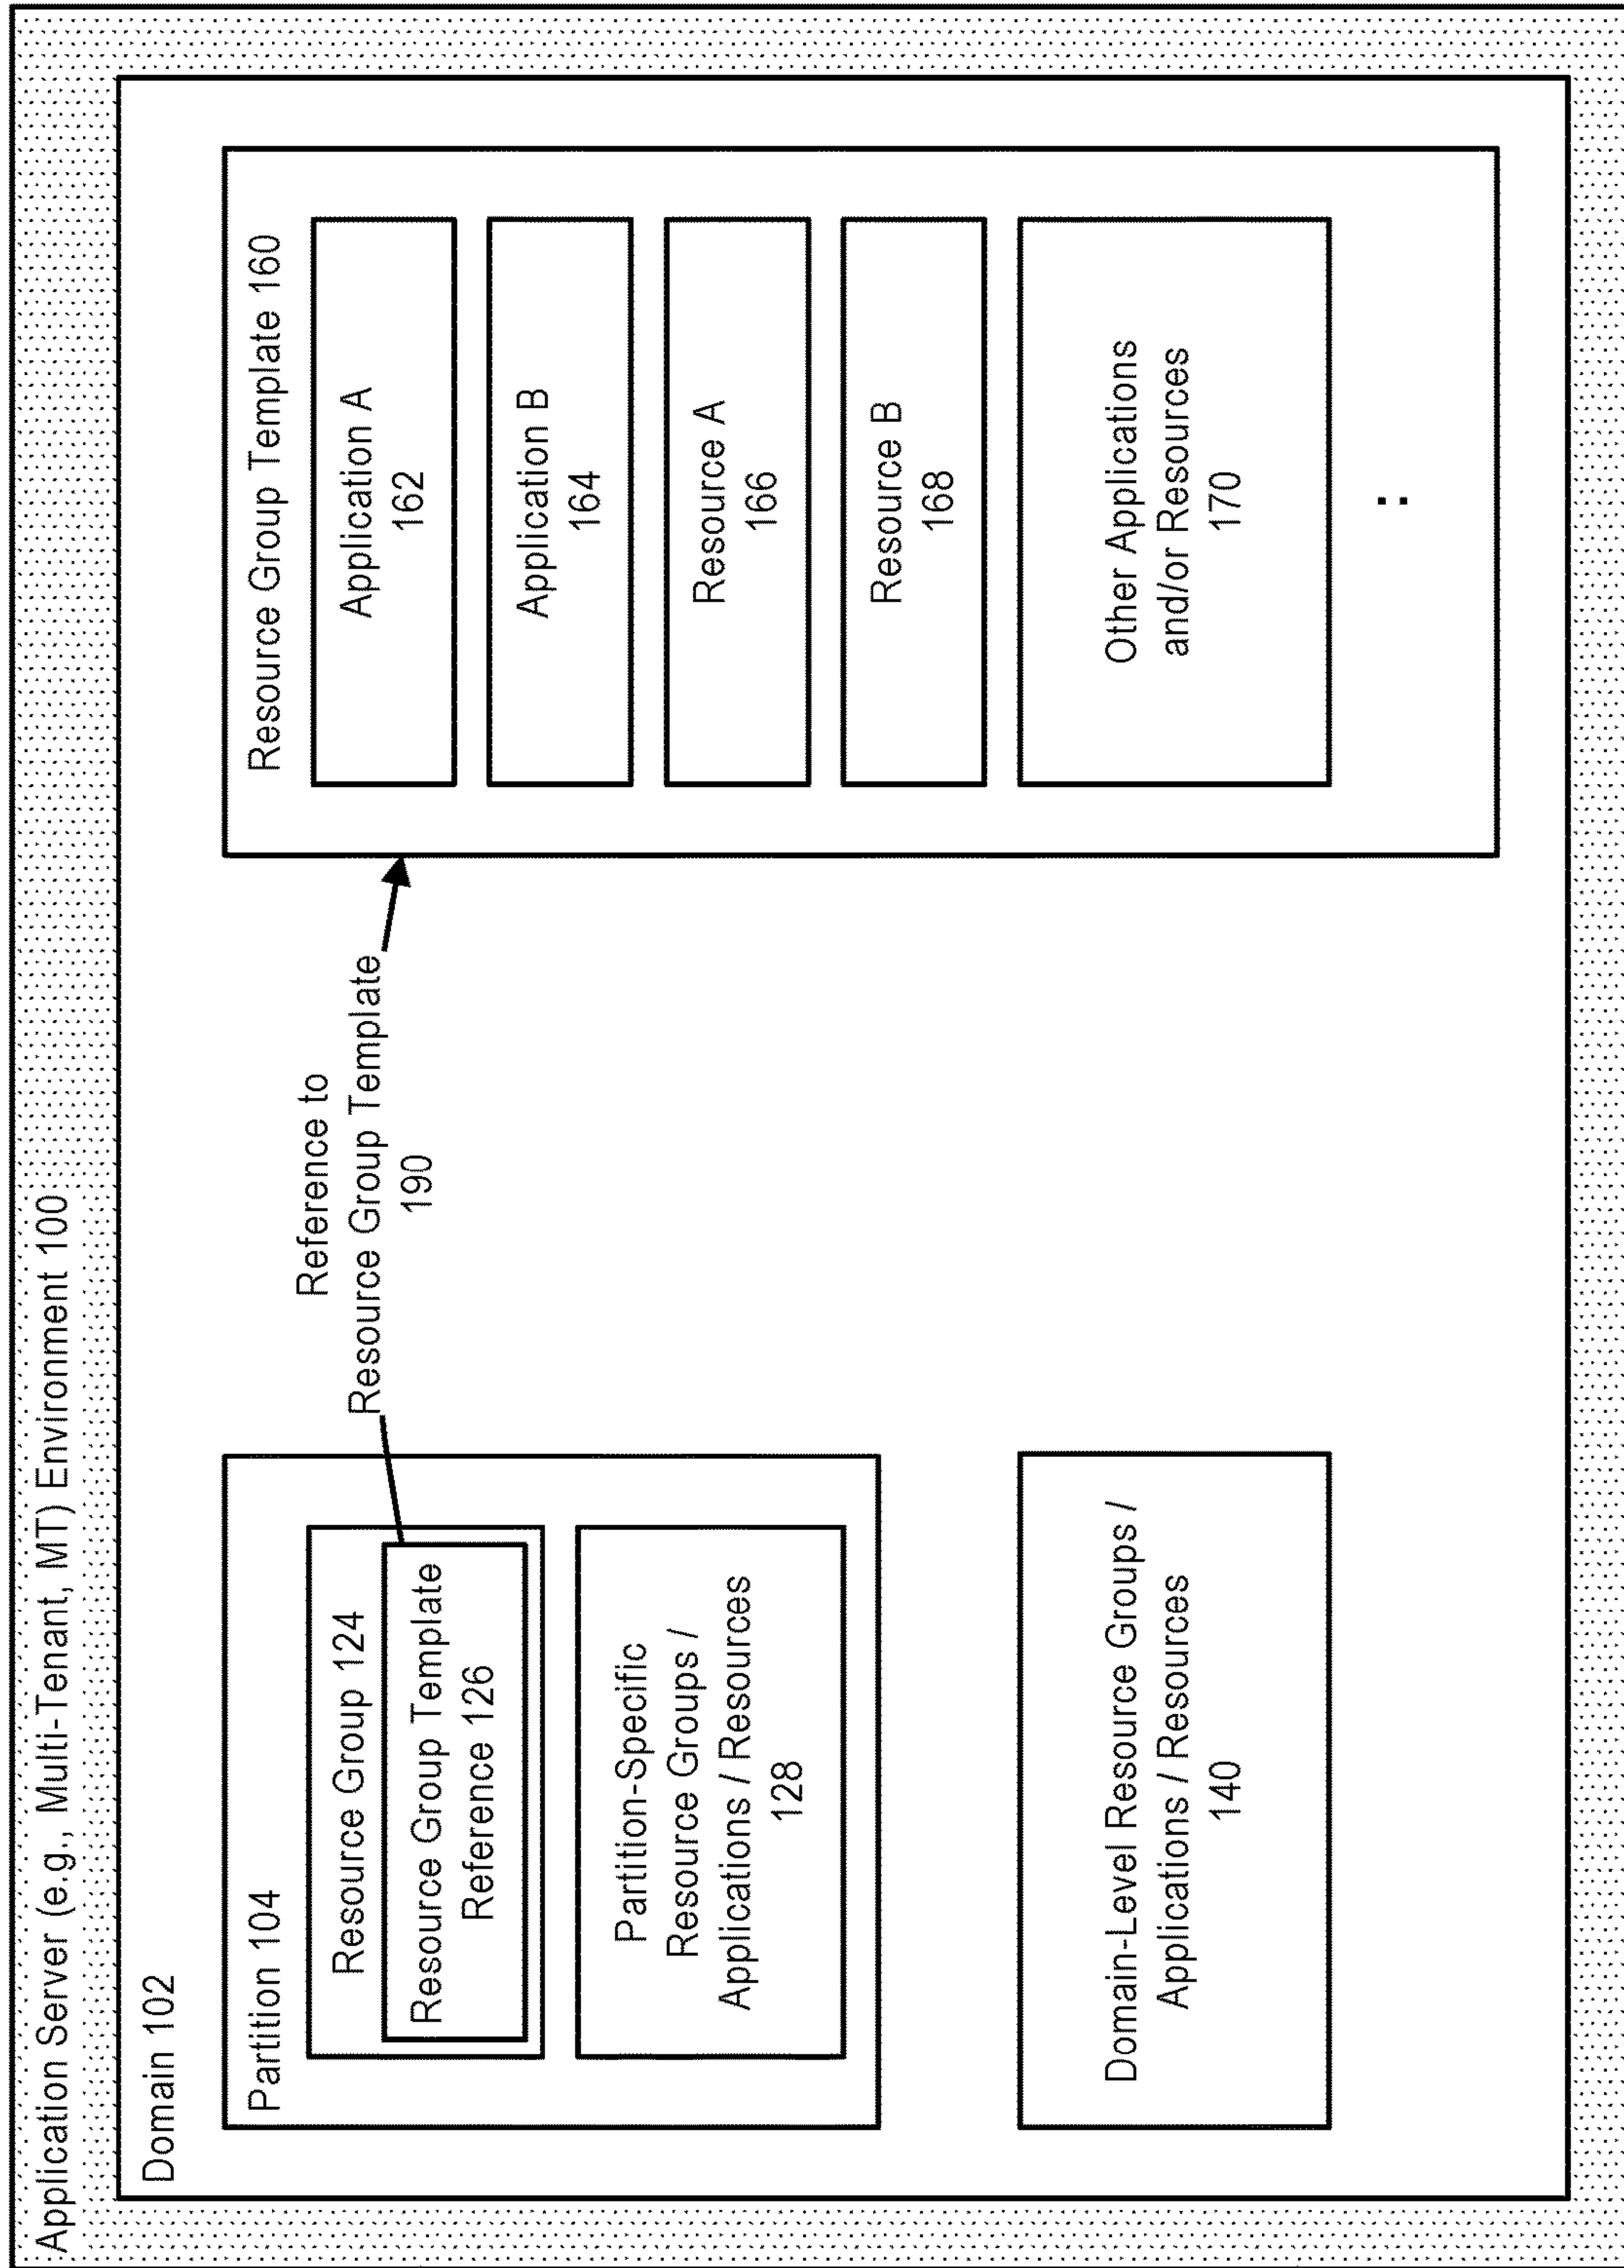 Application Server (e.g., Multi-Tenant, MT) Environment 100
Domain 102
Partition 104
Resource Group 124
Resource Group Template
Reference 126
Partition-Specific
Resource Groups /
Applications / Resources
128
Domain-Level Resource Groups /
Applications / Resources
140
Reference to
Resource Group Template
190
Resource Group Template 160
Application A
162
Application B
164
Resource A
166
Resource B
168
Other Applications
and/or Resources
170